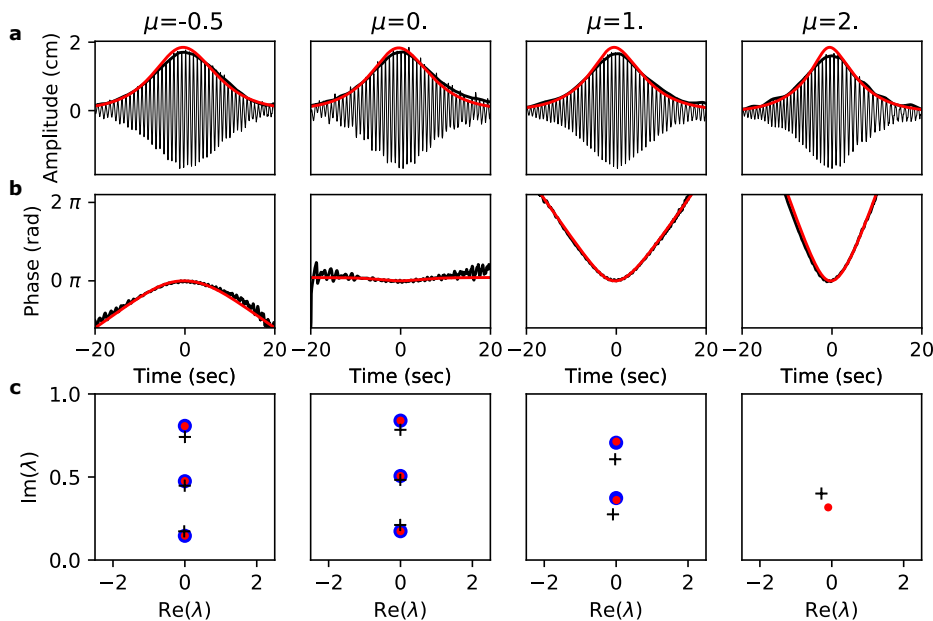 μ=-0.5 μ=0. μ=1. μ=2.
a
Amplitude (cm)
2
0
b
Phase (rad)
2 π
0 π
−20 0 20 −20 0 20 −20 0 20 −20 0 20
Time (sec) Time (sec) Time (sec) Time (sec)
c
Im(λ)
1.0
0.5
0.0
−2 0 2 −2 0 2 −2 0 2 −2 0 2
Re(λ) Re(λ) Re(λ) Re(λ)